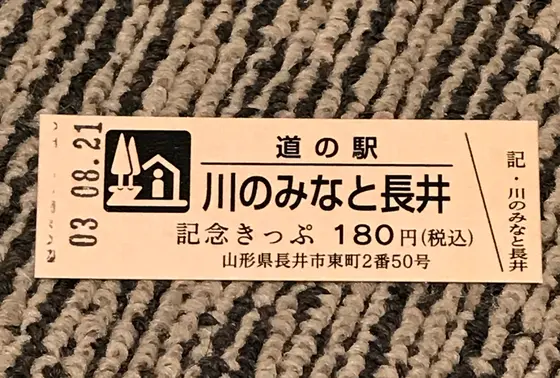 03 08.21
道の駅
川のみなと長井
記念きっぷ 180円(税込)
山形県長井市東町2番50号
記・川のみなと長井